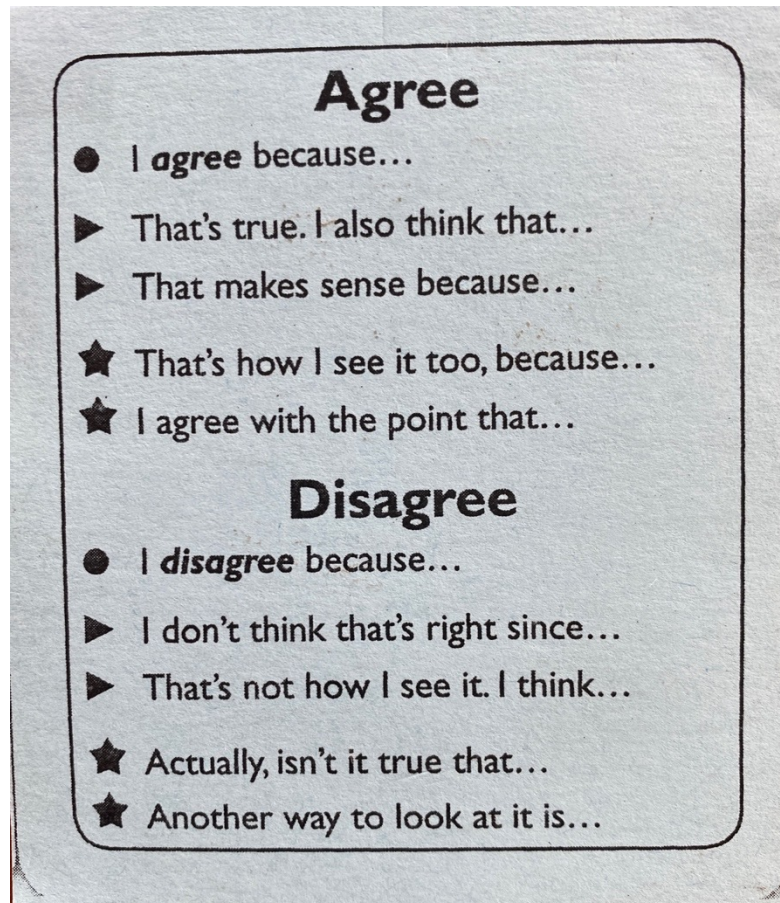 Agree
● I agree because...
▶ That's true. I also think that...
▶ That makes sense because...
★ That's how I see it too, because...
★ I agree with the point that...
Disagree
● I disagree because...
▶ I don't think that's right since...
▶ That's not how I see it. I think...
★ Actually, isn't it true that...
★ Another way to look at it is...